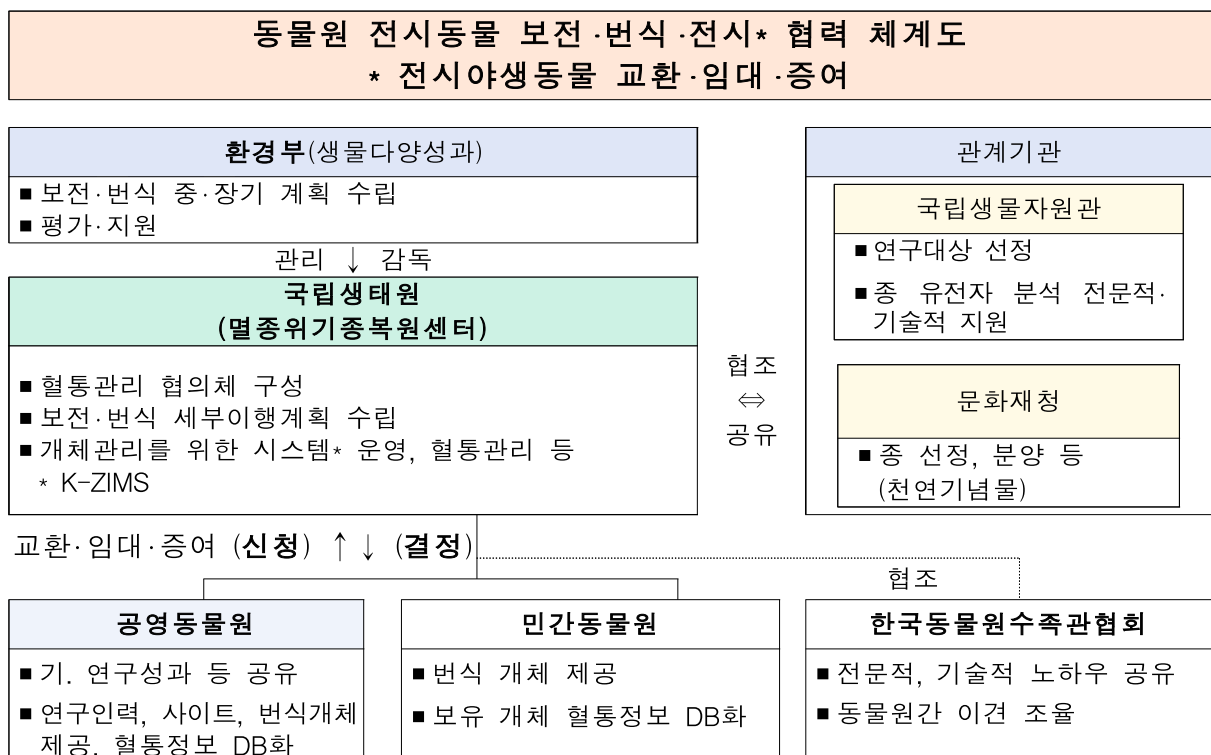 동물원 전시동물 보전·번식·전시* 협력 체계도
* 전시야생동물 교환·임대·증여
환경부(생물다양성과)
■ 보전·번식 중·장기 계획 수립
■ 평가·지원
관리 ↓ 감독
국립생태원
(멸종위기종복원센터)
■ 혈통관리 협의체 구성
■ 보전·번식 세부이행계획 수립
■ 개체관리를 위한 시스템* 운영, 혈통관리 등
* K-ZIMS
협조
⇔
공유
관계기관
국립생물자원관
■ 연구대상 선정
■ 종 유전자 분석 전문적·
기술적 지원
문화재청
■ 종 선정, 분양 등
(천연기념물)
교환·임대·증여 (신청) ↑↓ (결정)
협조
공영동물원
■ 기. 연구성과 등 공유
■ 연구인력, 사이트, 번식개체
제공, 혈통정보 DB화
민간동물원
■ 번식 개체 제공
■ 보유 개체 혈통정보 DB화
한국동물원수족관협회
■ 전문적, 기술적 노하우 공유
■ 동물원간 이견 조율